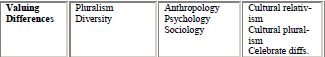 Valuing
Differences
Pluralism
Diversity
Anthropology
Psychology
Sociology
Cultural relativ-
ism
Cultural plural-
ism
Celebrate diffs.